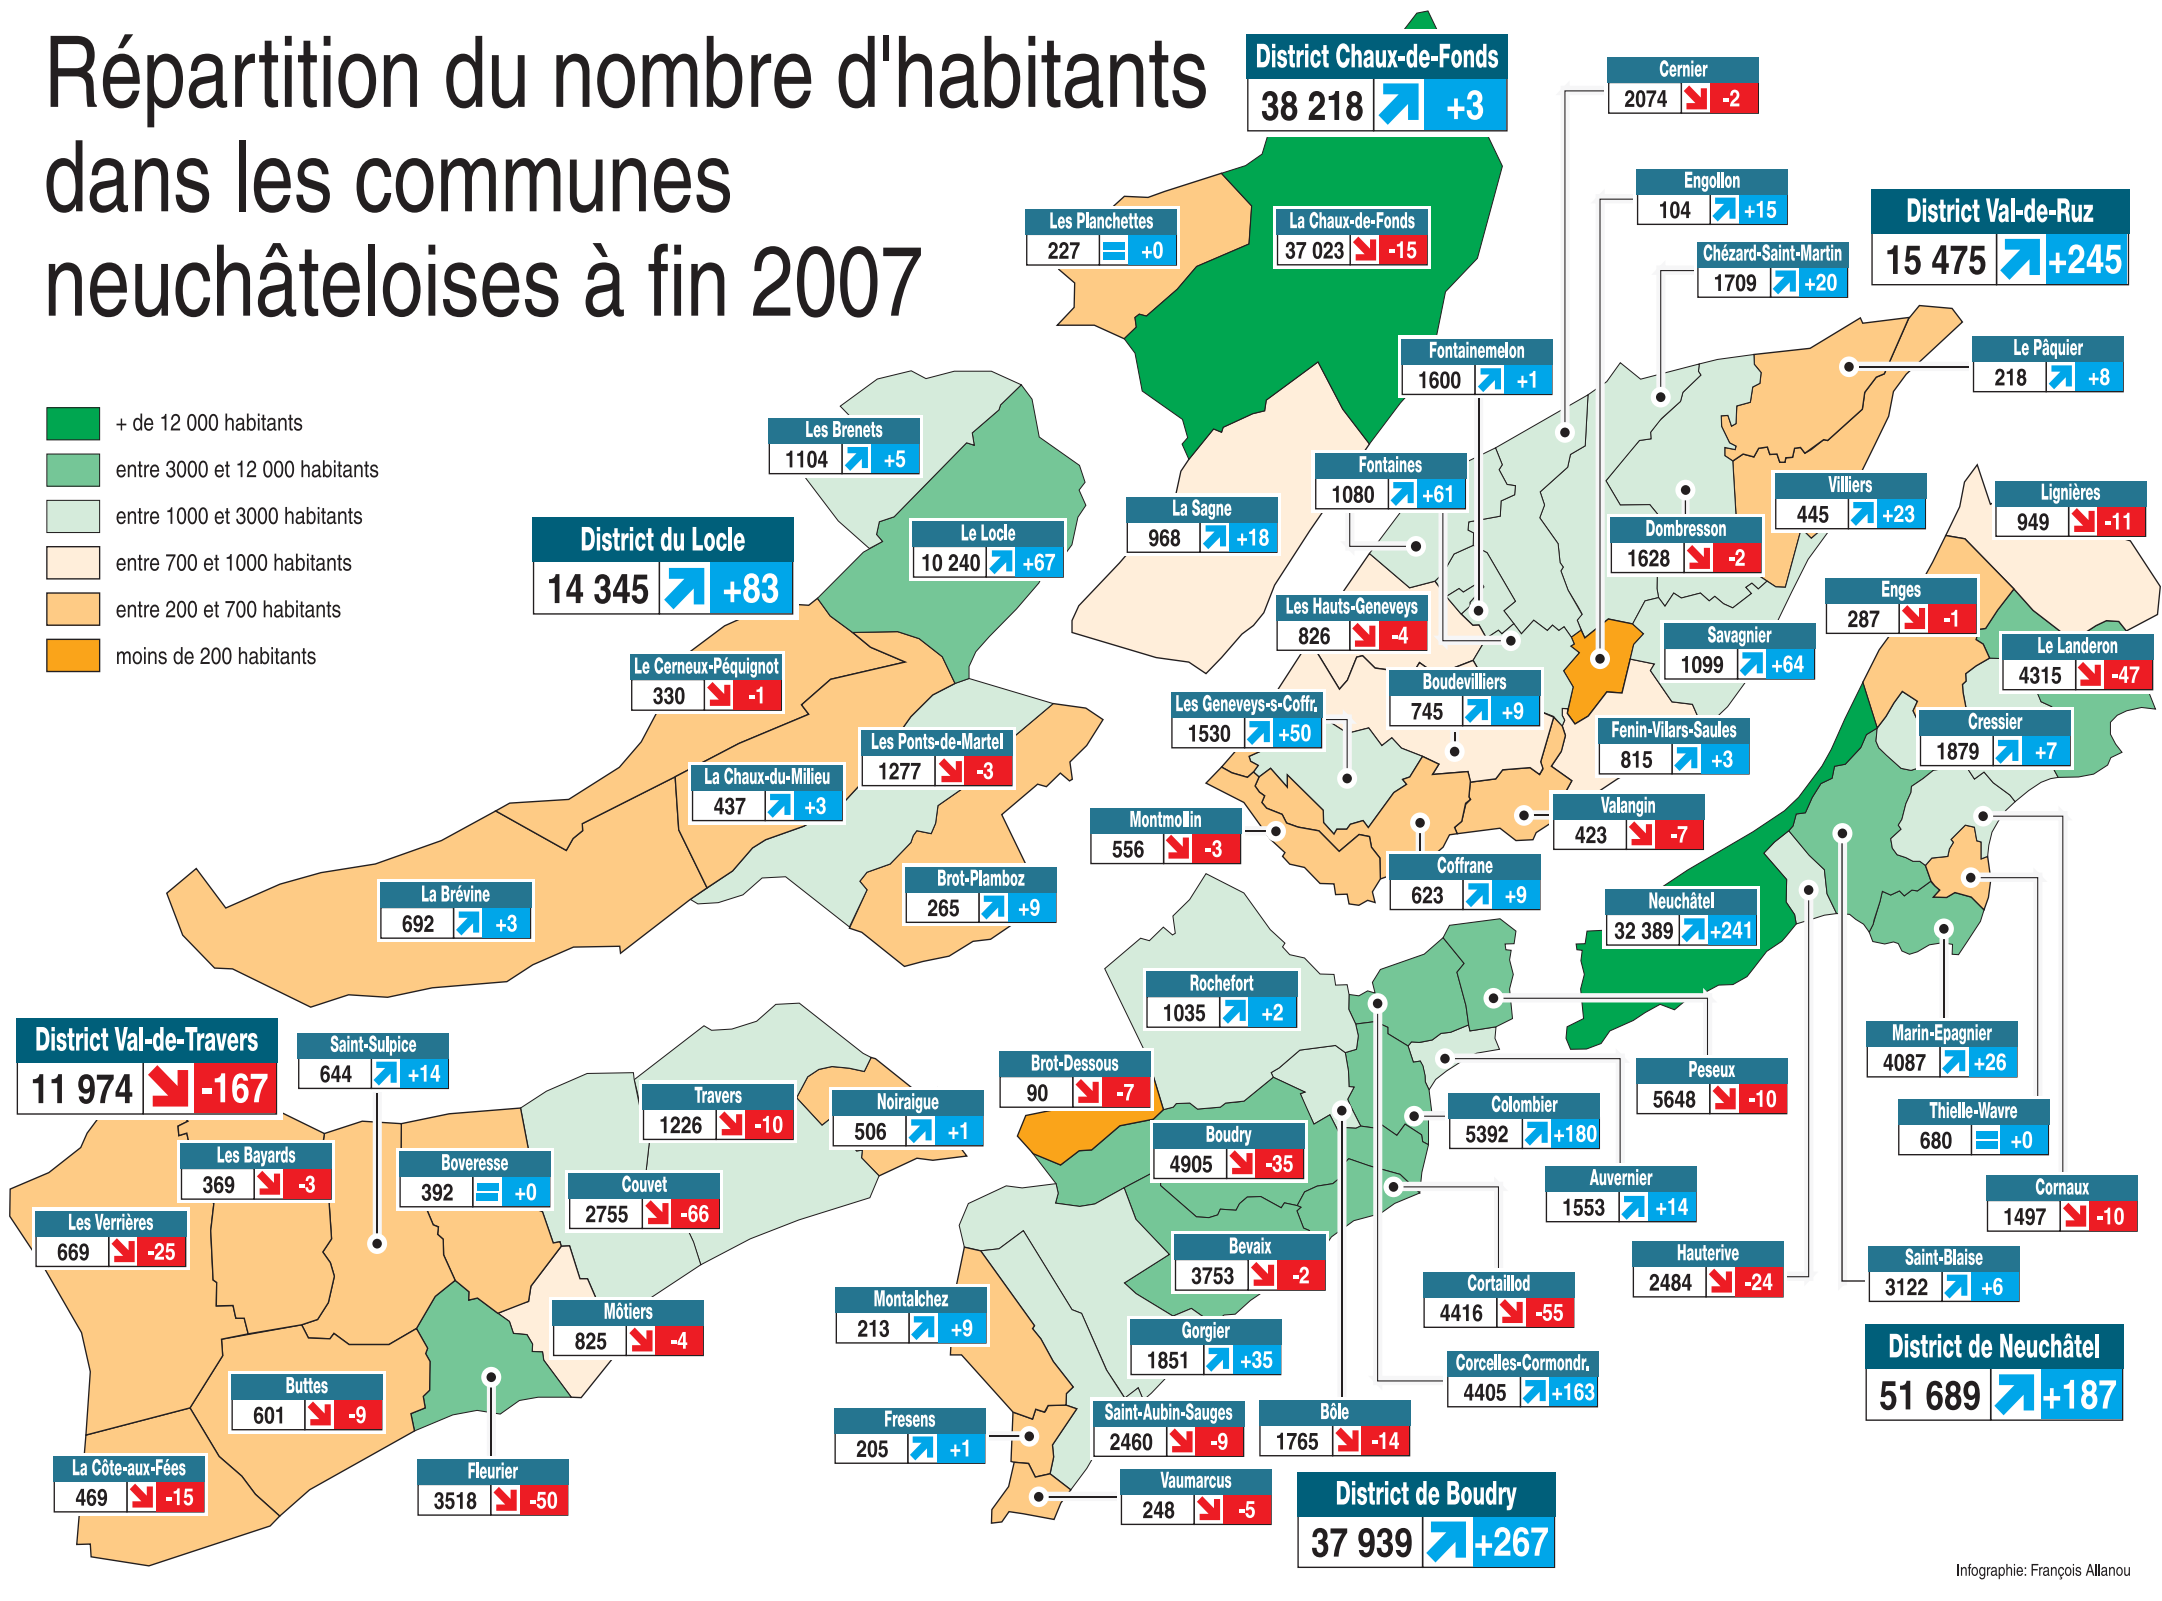 Répartition du nombre d'habitants
dans les communes
neuchâteloises à fin 2007
+ de 12 000 habitants
entre 3000 et 12 000 habitants
entre 1000 et 3000 habitants
entre 700 et 1000 habitants
entre 200 et 700 habitants
moins de 200 habitants
District Chaux-de-Fonds
38 218 +3
Les Planchettes
227 = +0
La Chaux-de-Fonds
37 023 -15
La Sagne
968 +18
District Val-de-Ruz
15 475 +245
Cernier
2074 -2
Engollon
104 +15
Chézard-Saint-Martin
1709 +20
Le Pâquier
218 +8
Fontainemelon
1600 +1
Fontaines
1080 +61
Villiers
445 +23
Dombresson
1628 -2
Les Hauts-Geneveys
826 -4
Savagnier
1099 +64
Boudevilliers
745 +9
Les Geneveys-s-Coffr.
1530 +50
Fenin-Vilars-Saules
815 +3
Montmollin
556 -3
Valangin
423 -7
Coffrane
623 +9
District du Locle
14 345 +83
Les Brenets
1104 +5
Le Locle
10 240 +67
Le Cerneux-Péquignot
330 -1
Les Ponts-de-Martel
1277 -3
La Chaux-du-Milieu
437 +3
Brot-Plamboz
265 +9
La Brévine
692 +3
Lignières
949 -11
Enges
287 -1
Le Landeron
4315 -47
Cressier
1879 +7
Neuchâtel
32 389 +241
Marin-Epagnier
4087 +26
Thielle-Wavre
680 = +0
Cornaux
1497 -10
Hauterive
2484 -24
Saint-Blaise
3122 +6
District de Neuchâtel
51 689 +187
District Val-de-Travers
11 974 -167
Saint-Sulpice
644 +14
Travers
1226 -10
Noiraigue
506 +1
Les Bayards
369 -3
Boveresse
392 = +0
Couvet
2755 -66
Les Verrières
669 -25
Môtiers
825 -4
Buttes
601 -9
La Côte-aux-Fées
469 -15
Fleurier
3518 -50
Rochefort
1035 +2
Brot-Dessous
90 -7
Peseux
5648 -10
Colombier
5392 +180
Boudry
4905 -35
Auvernier
1553 +14
Bevaix
3753 -2
Cortaillod
4416 -55
Montalchez
213 +9
Gorgier
1851 +35
Corcelles-Cormondr.
4405 +163
Fresens
205 +1
Saint-Aubin-Sauges
2460 -9
Bôle
1765 -14
Vaumarcus
248 -5
District de Boudry
37 939 +267
Infographie: François Allanou